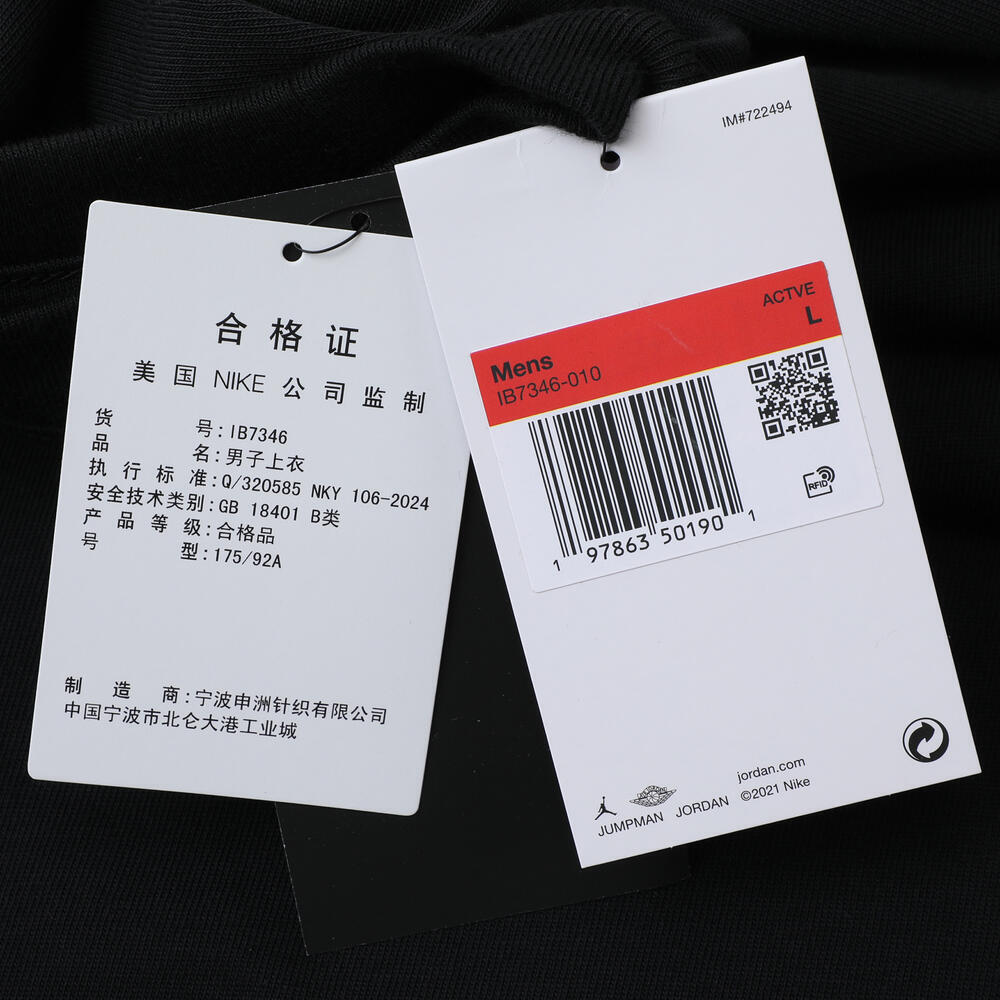 合格证
美国 NIKE 公司监制
货号:IB7346
品名:男子上衣
执行标准:Q/320585 NKY 106-2024
安全技术类别:GB 18401 B类
产品等级:合格品
号型:175/92A
制造商:宁波申洲针织有限公司
中国宁波市北仑大港工业城
IM#722494
ACTVE
L
Mens
IB7346-010
RFID
1 97863 50190 1
jordan.com
JUMPMAN JORDAN ©2021 Nike